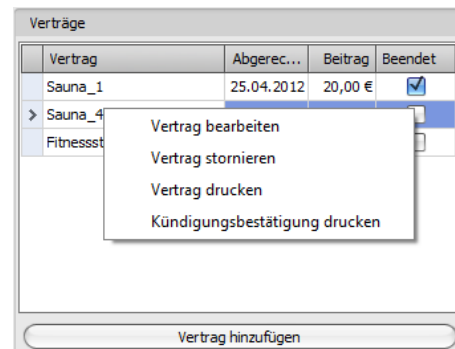 Verträge
Vertrag Abgerec... Beitrag Beendet
Sauna_1 25.04.2012 20,00 €
Sauna_4
Fitnessst
Vertrag bearbeiten
Vertrag stornieren
Vertrag drucken
Kündigungsbestätigung drucken
Vertrag hinzufügen